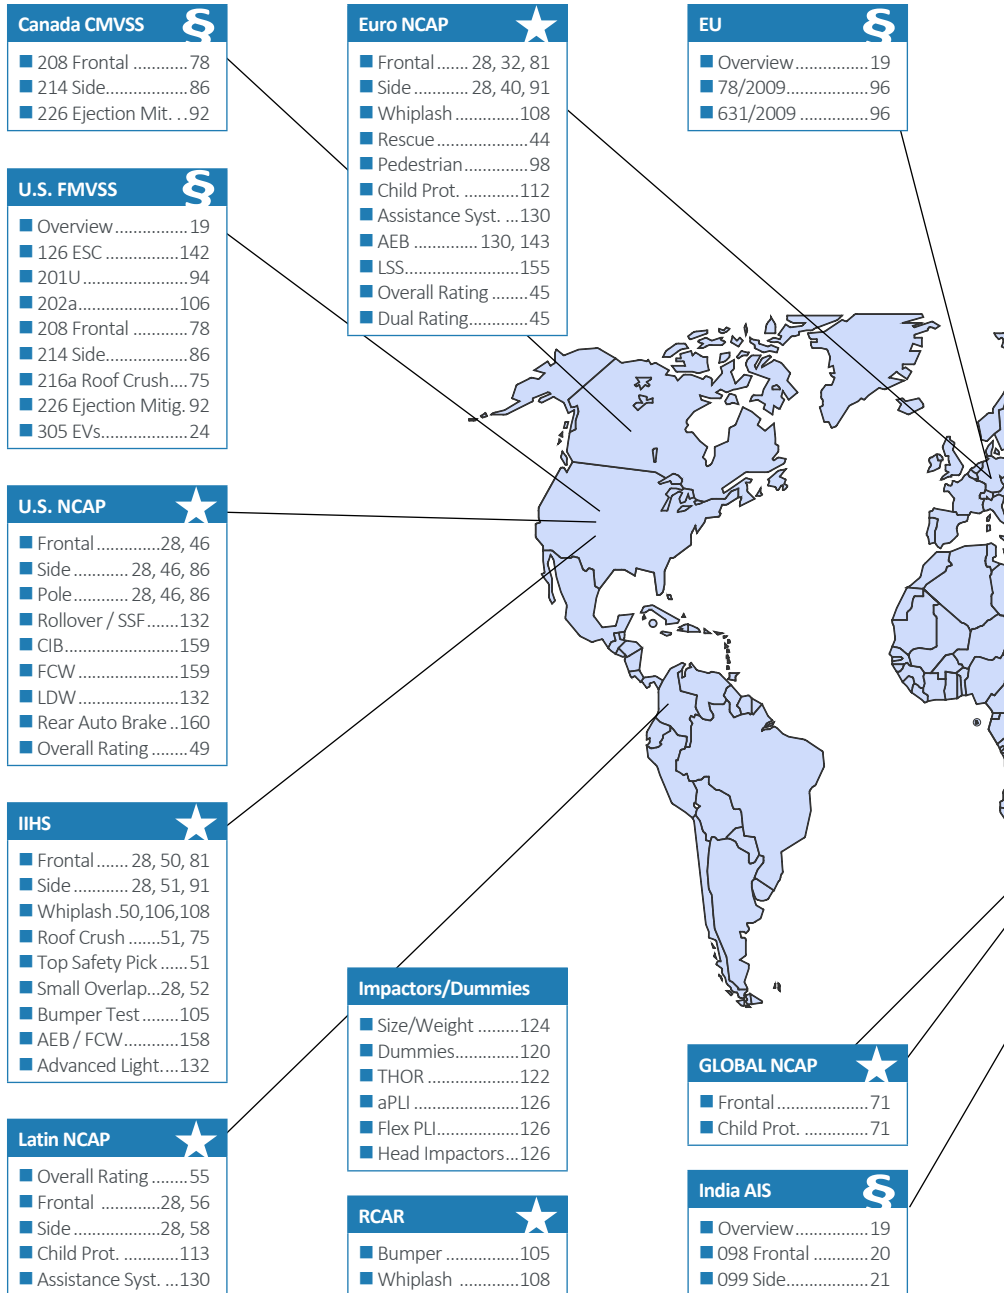 Canada CMVSS §
208 Frontal ............78
214 Side.................86
226 Ejection Mit. ..92
U.S. FMVSS §
Overview................19
126 ESC ...............142
201U .....................94
202a.....................106
208 Frontal ............78
214 Side.................86
216a Roof Crush....75
226 Ejection Mitig. 92
305 EVs..................24
U.S. NCAP
Frontal..............28, 46
Side ............ 28, 46, 86
Pole............ 28, 46, 86
Rollover / SSF.......132
CIB.......................159
FCW .....................159
LDW .....................132
Rear Auto Brake ..160
Overall Rating ........49
IIHS
Frontal ....... 28, 50, 81
Side ............ 28, 51, 91
Whiplash .50,106,108
Roof Crush .......51, 75
Top Safety Pick ......51
Small Overlap...28, 52
Bumper Test ........105
AEB / FCW............158
Advanced Light....132
Latin NCAP
Overall Rating ........55
Frontal .............28, 56
Side ...................28, 58
Child Prot. ............113
Assistance Syst. ...130
Euro NCAP
Frontal ....... 28, 32, 81
Side ............ 28, 40, 91
Whiplash ..............108
Rescue ...................44
Pedestrian..............98
Child Prot. ............112
Assistance Syst. ...130
AEB ............. 130, 143
LSS........................155
Overall Rating ........45
Dual Rating.............45
Impactors/Dummies
Size/Weight .........124
Dummies..............120
THOR ...................122
aPLI ......................126
Flex PLI.................126
Head Impactors...126
RCAR
Bumper ...............105
Whiplash .............108
EU §
Overview................19
78/2009.................96
631/2009 ..............96
GLOBAL NCAP
Frontal...................71
Child Prot. .............71
India AIS §
Overview................19
098 Frontal ............20
099 Side.................21